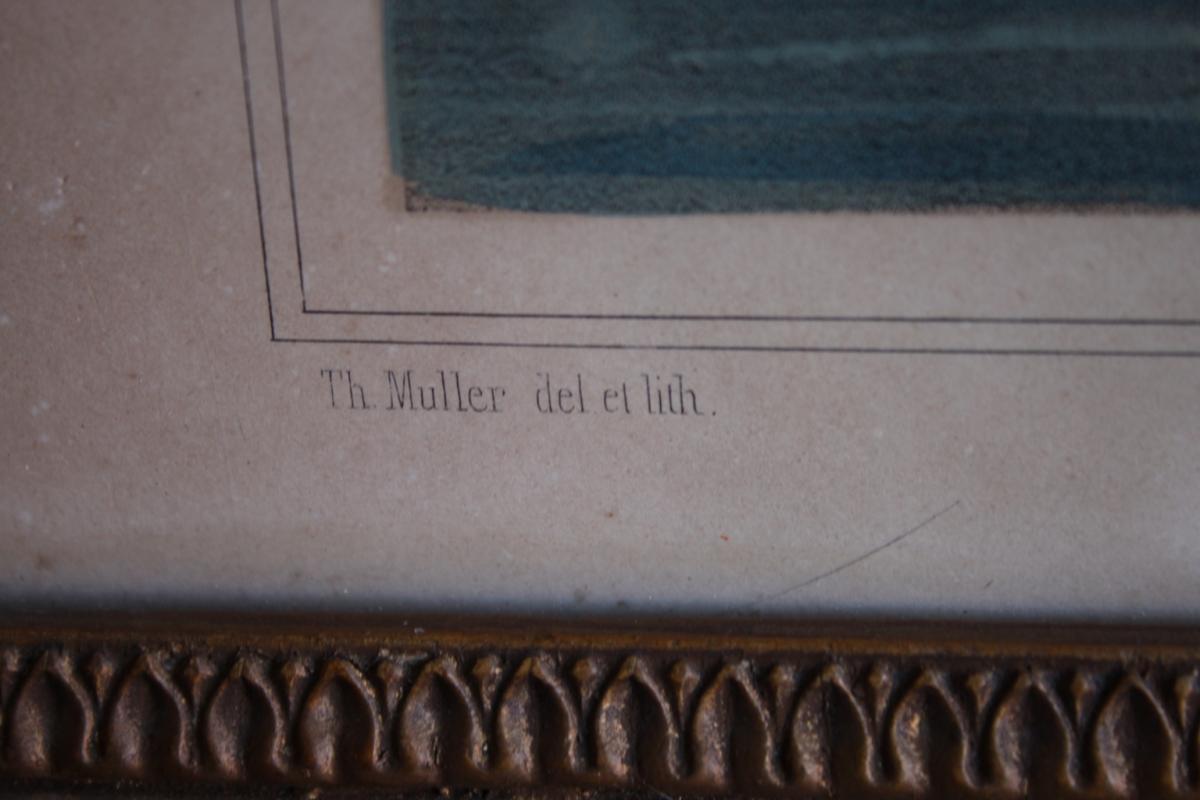 Th. Muller del et lith.